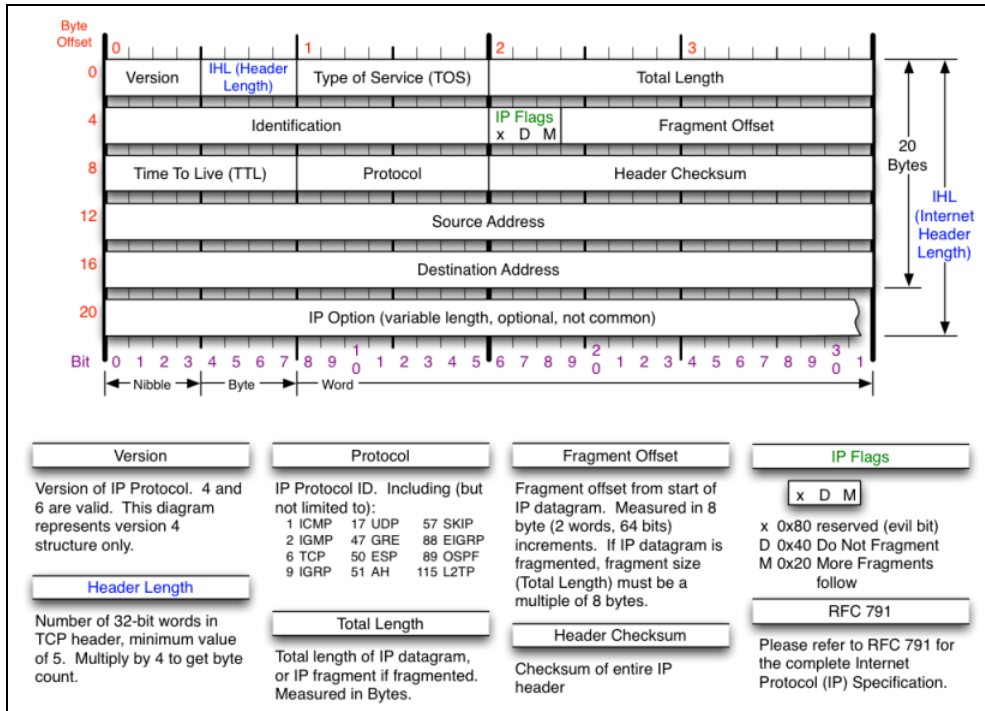 Byte
Offset
0 1 2 3
0 Version IHL (Header Length) Type of Service (TOS) Total Length
4 Identification IP Flags x D M Fragment Offset
8 Time To Live (TTL) Protocol Header Checksum
12 Source Address
16 Destination Address
20 IP Option (variable length, optional, not common)
Bit 0 1 2 3 4 5 6 7 8 9 10 1 2 3 4 5 6 7 8 9 20 1 2 3 4 5 6 7 8 9 30 1
Nibble Byte Word
20
Bytes
IHL
(Internet
Header
Length)
Version
Version of IP Protocol. 4 and
6 are valid. This diagram
represents version 4
structure only.
Header Length
Number of 32-bit words in
TCP header, minimum value
of 5. Multiply by 4 to get byte
count.
Protocol
IP Protocol ID. Including (but
not limited to):
1 ICMP 17 UDP 57 SKIP
2 IGMP 47 GRE 88 EIGRP
6 TCP 50 ESP 89 OSPF
9 IGRP 51 AH 115 L2TP
Total Length
Total length of IP datagram,
or IP fragment if fragmented.
Measured in Bytes.
Fragment Offset
Fragment offset from start of
IP datagram. Measured in 8
byte (2 words, 64 bits)
increments. If IP datagram is
fragmented, fragment size
(Total Length) must be a
multiple of 8 bytes.
Header Checksum
Checksum of entire IP
header
IP Flags
x D M
x 0x80 reserved (evil bit)
D 0x40 Do Not Fragment
M 0x20 More Fragments
follow
RFC 791
Please refer to RFC 791 for
the complete Internet
Protocol (IP) Specification.